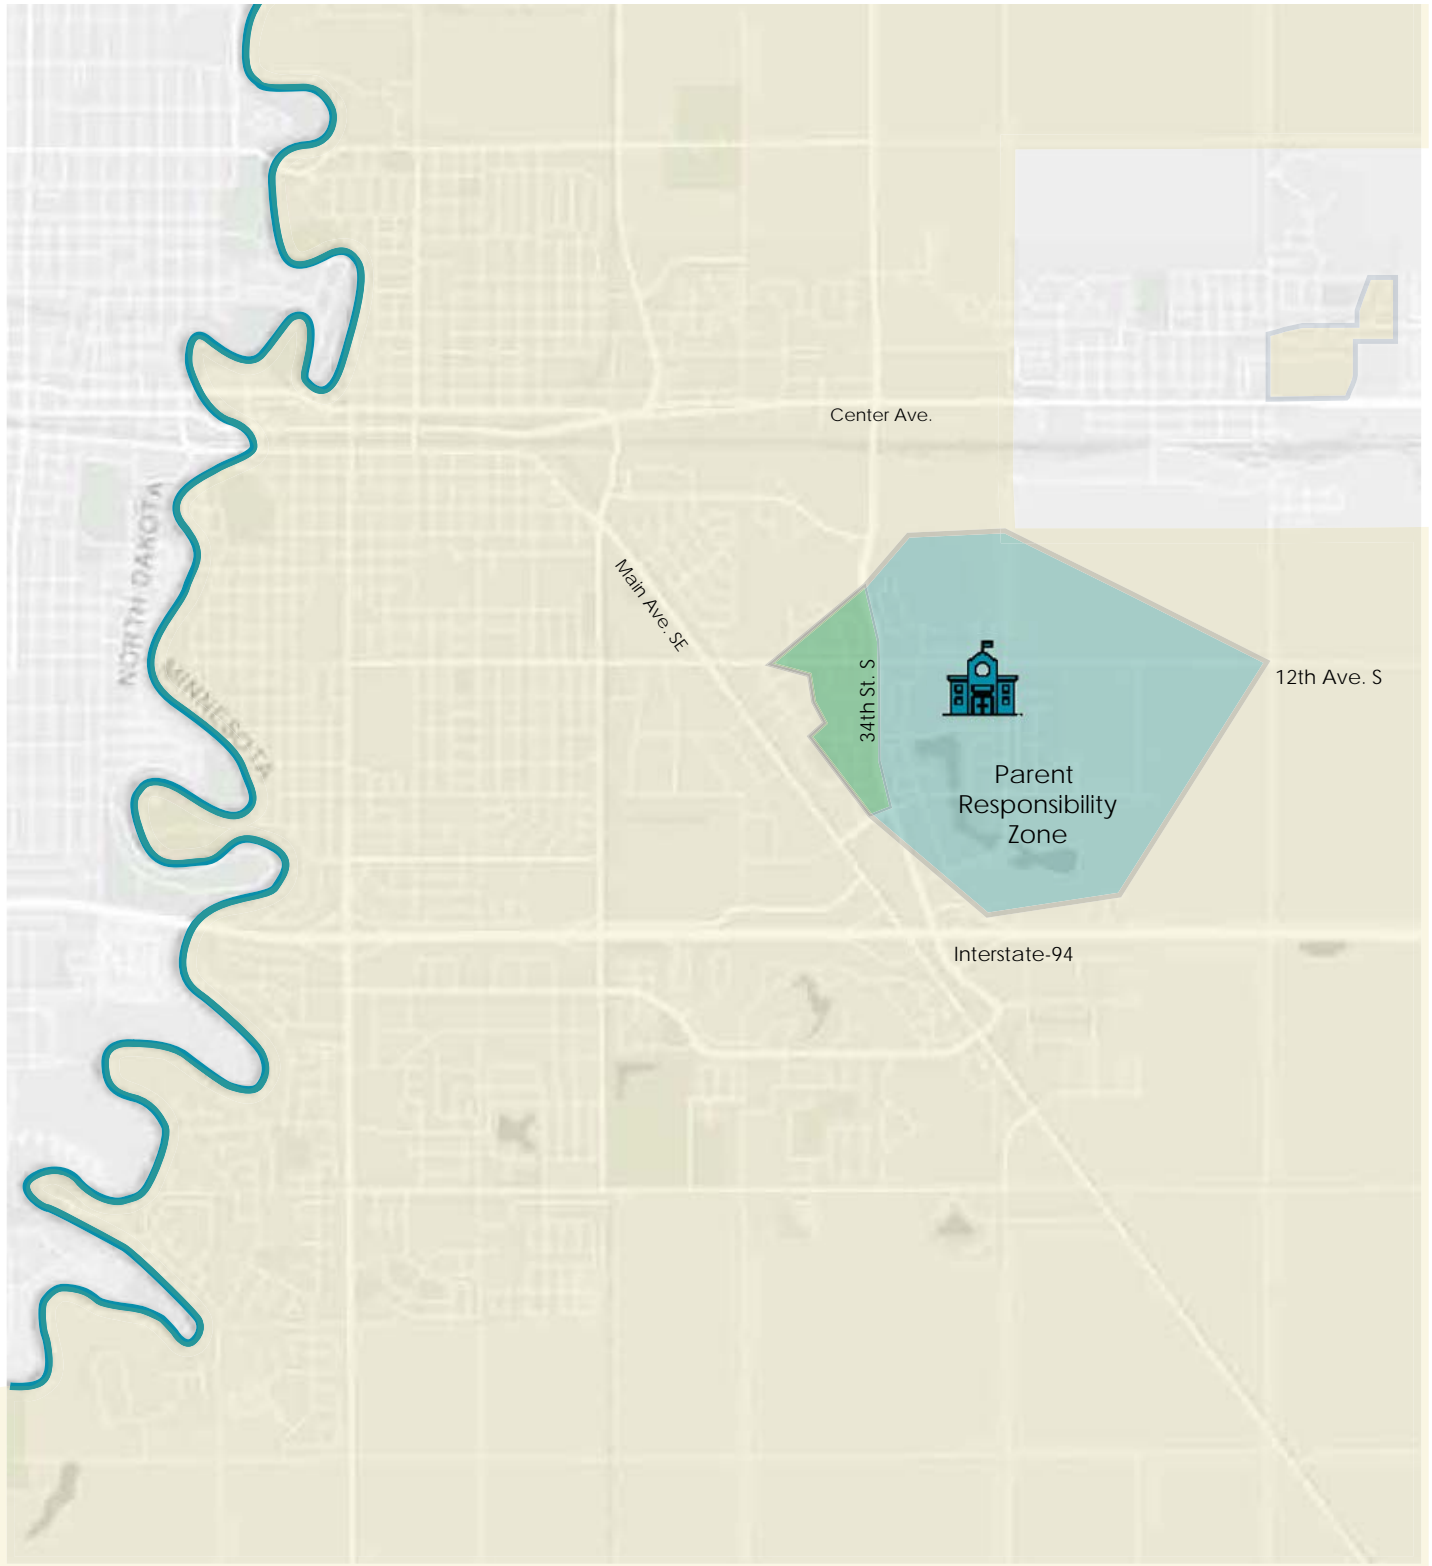 Center Ave.
NORTH DAKOTA
Main Ave. SE
34th St. S
12th Ave. S
MINNESOTA
Parent
Responsibility
Zone
Interstate-94